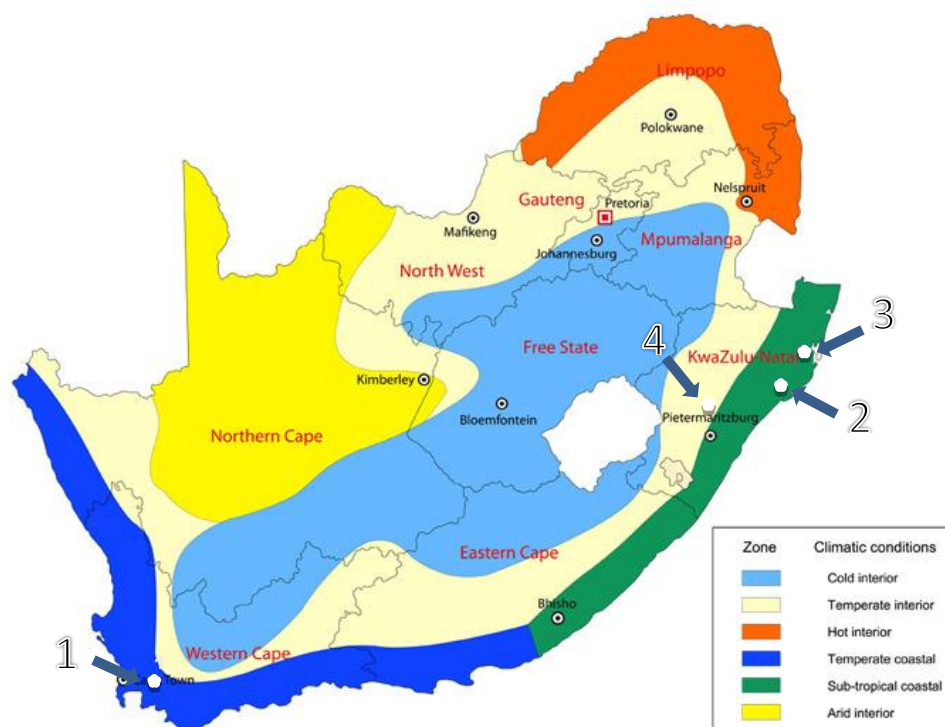 Limpopo
Polokwane
Nelspruit
Gauteng
Pretoria
Mafikeng
Mpumalanga
Johannesburg
North West
3
4
Free State
KwaZulu-Natal
Kimberley
Bloemfontein
2
Pietermaritzburg
Northern Cape
Eastern Cape
Bhisho
1
Western Cape
Town
Zone Climatic conditions
Cold interior
Temperate interior
Hot interior
Temperate coastal
Sub-tropical coastal
Arid interior